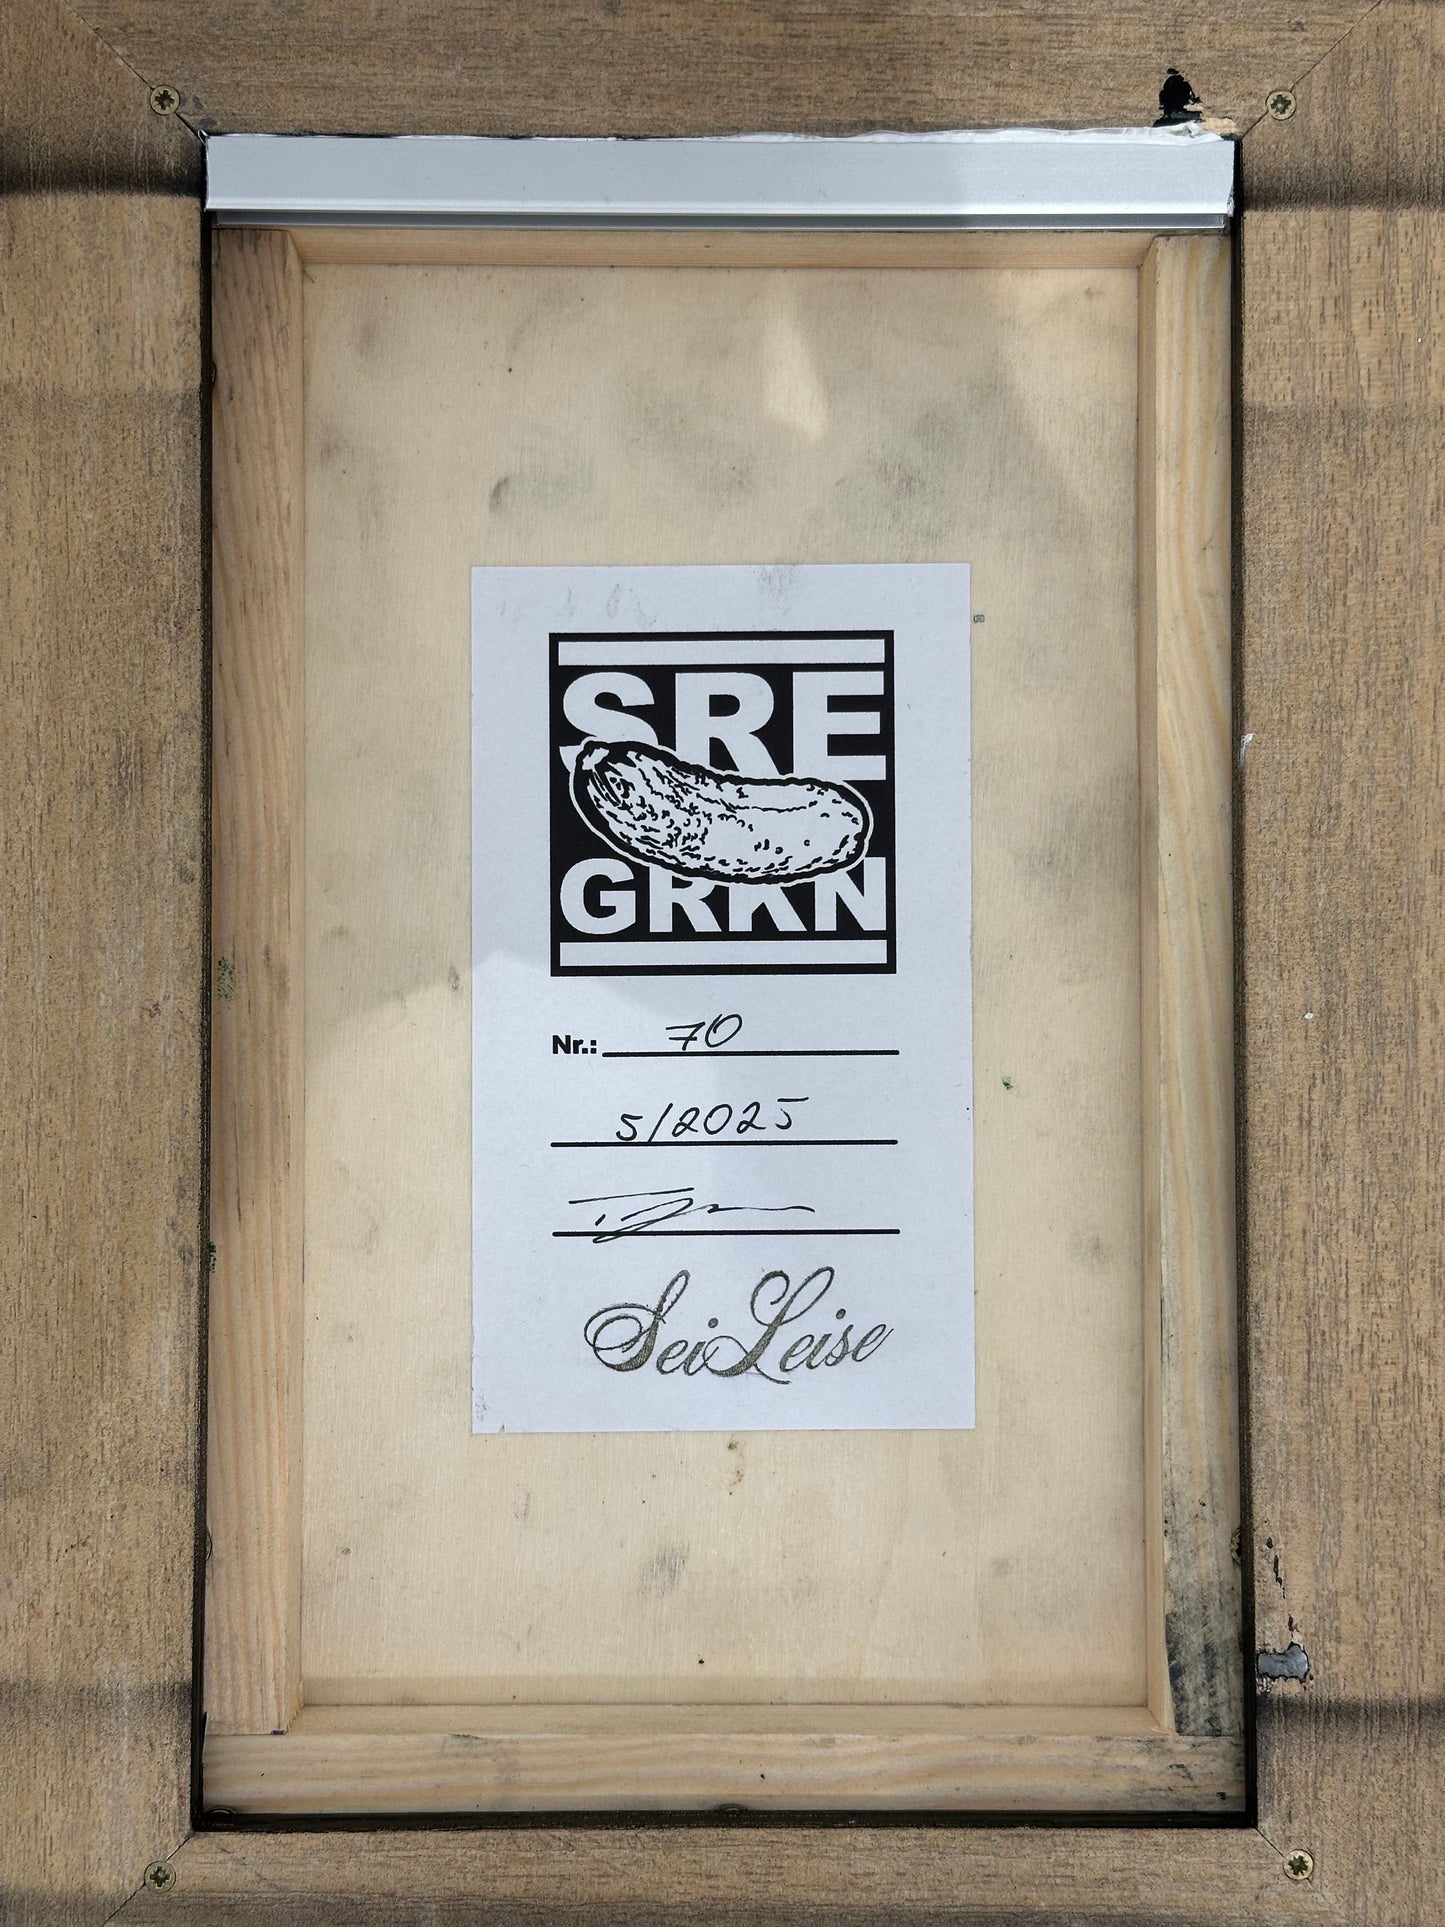 SRE
GRKN
Nr.: 70
5/2025
SeiLeise